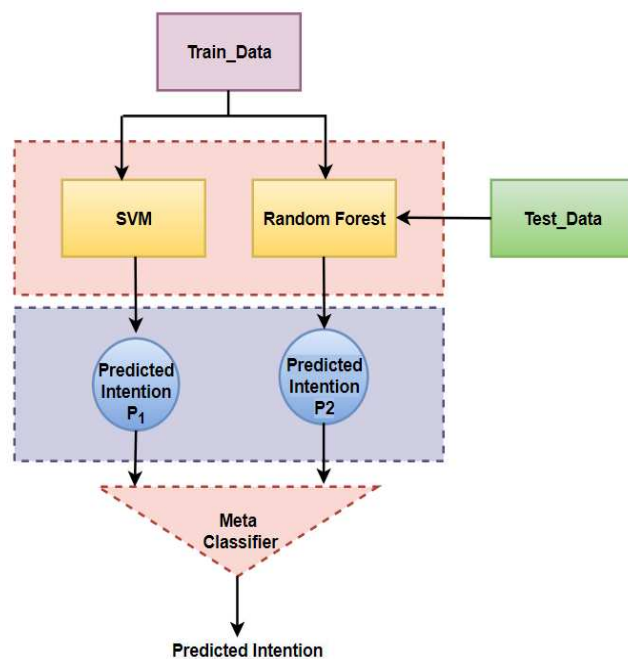 Train_Data
SVM
Random Forest
Test_Data
Predicted
Intention
P₁
Predicted
Intention
P2
Meta
Classifier
Predicted Intention